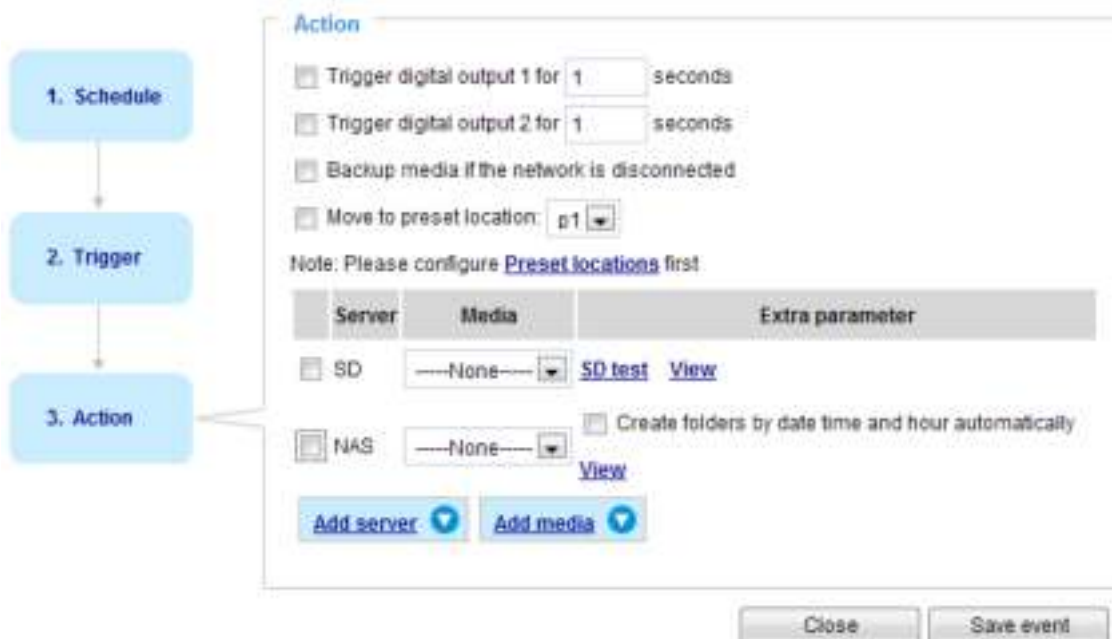 Action
1. Schedule
Trigger digital output 1 for 1 seconds
Trigger digital output 2 for 1 seconds
Backup media if the network is disconnected
Move to preset location: p1
2. Trigger
Note: Please configure Preset locations first
Server Media Extra parameter
SD -----None----- SD test View
3. Action
NAS -----None----- Create folders by date time and hour automatically
View
Add server Add media
Close Save event